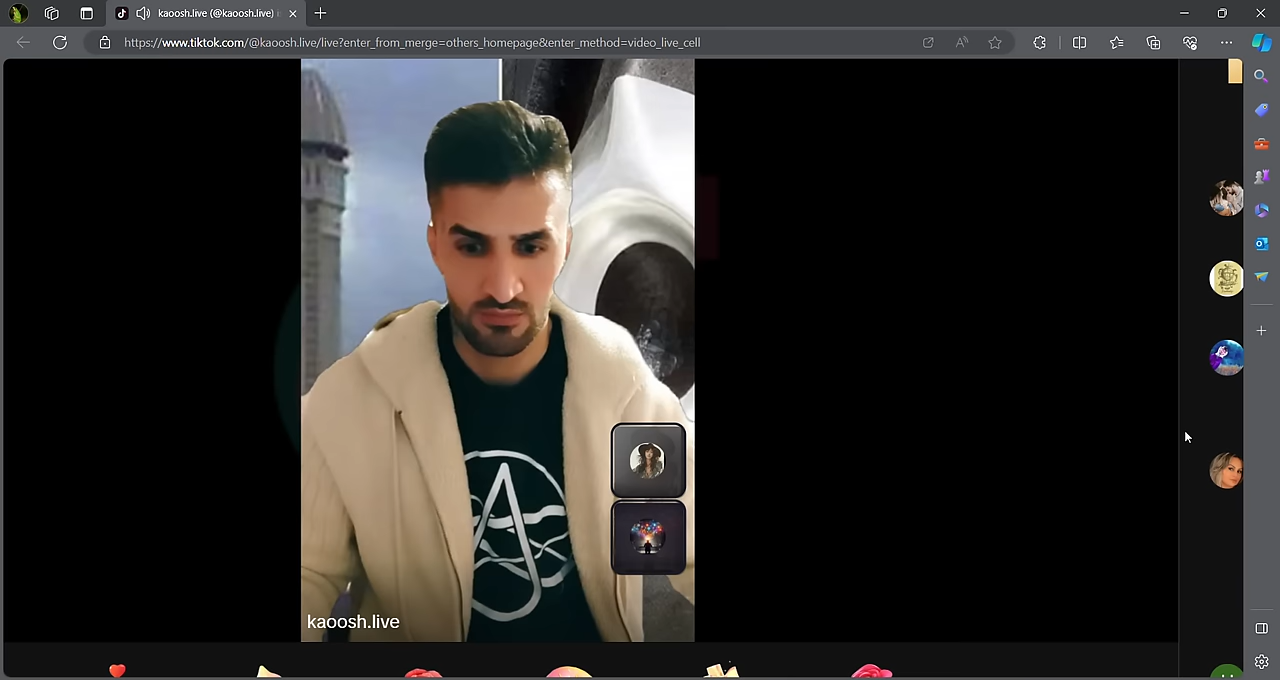 kaoosh.live (@kaoosh.live)
https://www.tiktok.com/@kaoosh.live/live?enter_from_merge=others_homepage&enter_method=video_live_cell
kaoosh.live